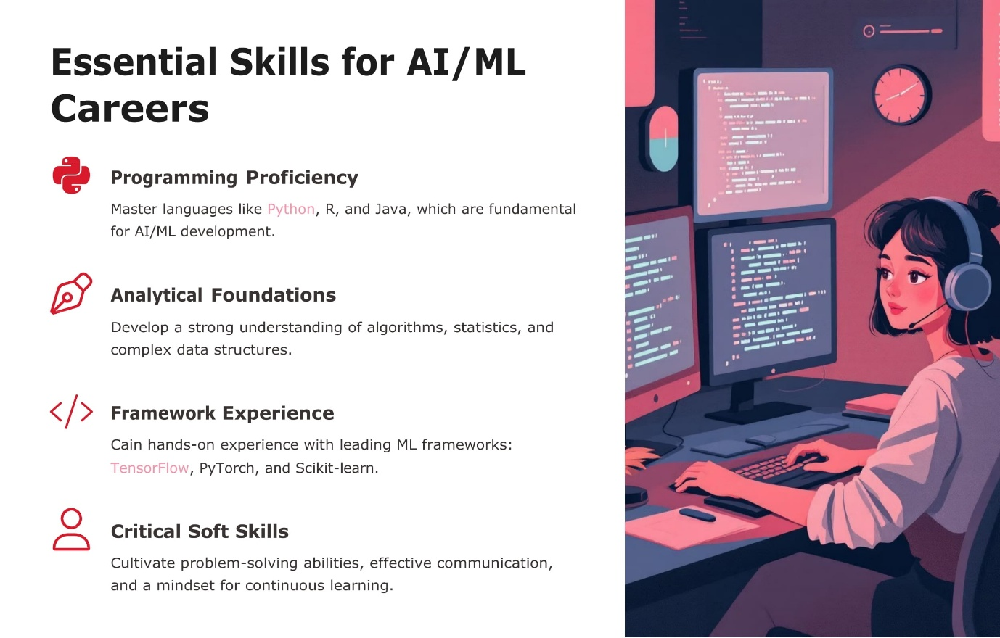 Essential Skills for AI/ML
Careers
Programming Proficiency
Master languages like Python, R, and Java, which are fundamental
for AI/ML development.
Analytical Foundations
Develop a strong understanding of algorithms, statistics, and
complex data structures.
Framework Experience
Cain hands-on experience with leading ML frameworks:
TensorFlow, PyTorch, and Scikit-learn.
Critical Soft Skills
Cultivate problem-solving abilities, effective communication,
and a mindset for continuous learning.